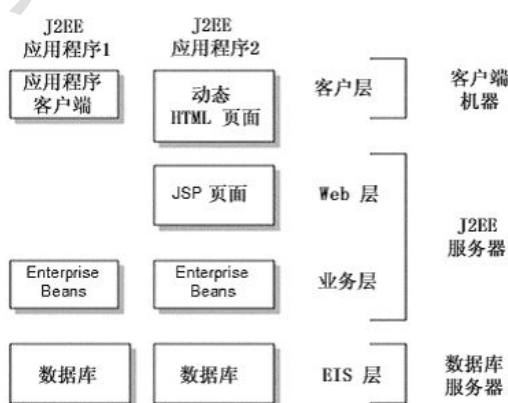 J2EE
应用程序1
J2EE
应用程序2
应用程序
客户端
动态
HTML 页面
客户层
客户端
机器
JSP 页面
Web 层
J2EE
服务器
Enterprise
Beans
Enterprise
Beans
业务层
数据库
数据库
EIS 层
数据库
服务器